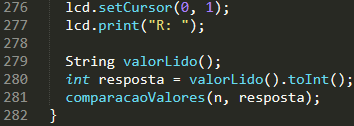 276 lcd.setCursor(0, 1);
277 lcd.print("R: ");
278
279 String valorLido();
280 int resposta = valorLido().toInt();
281 comparacaoValores(n, resposta);
282 }